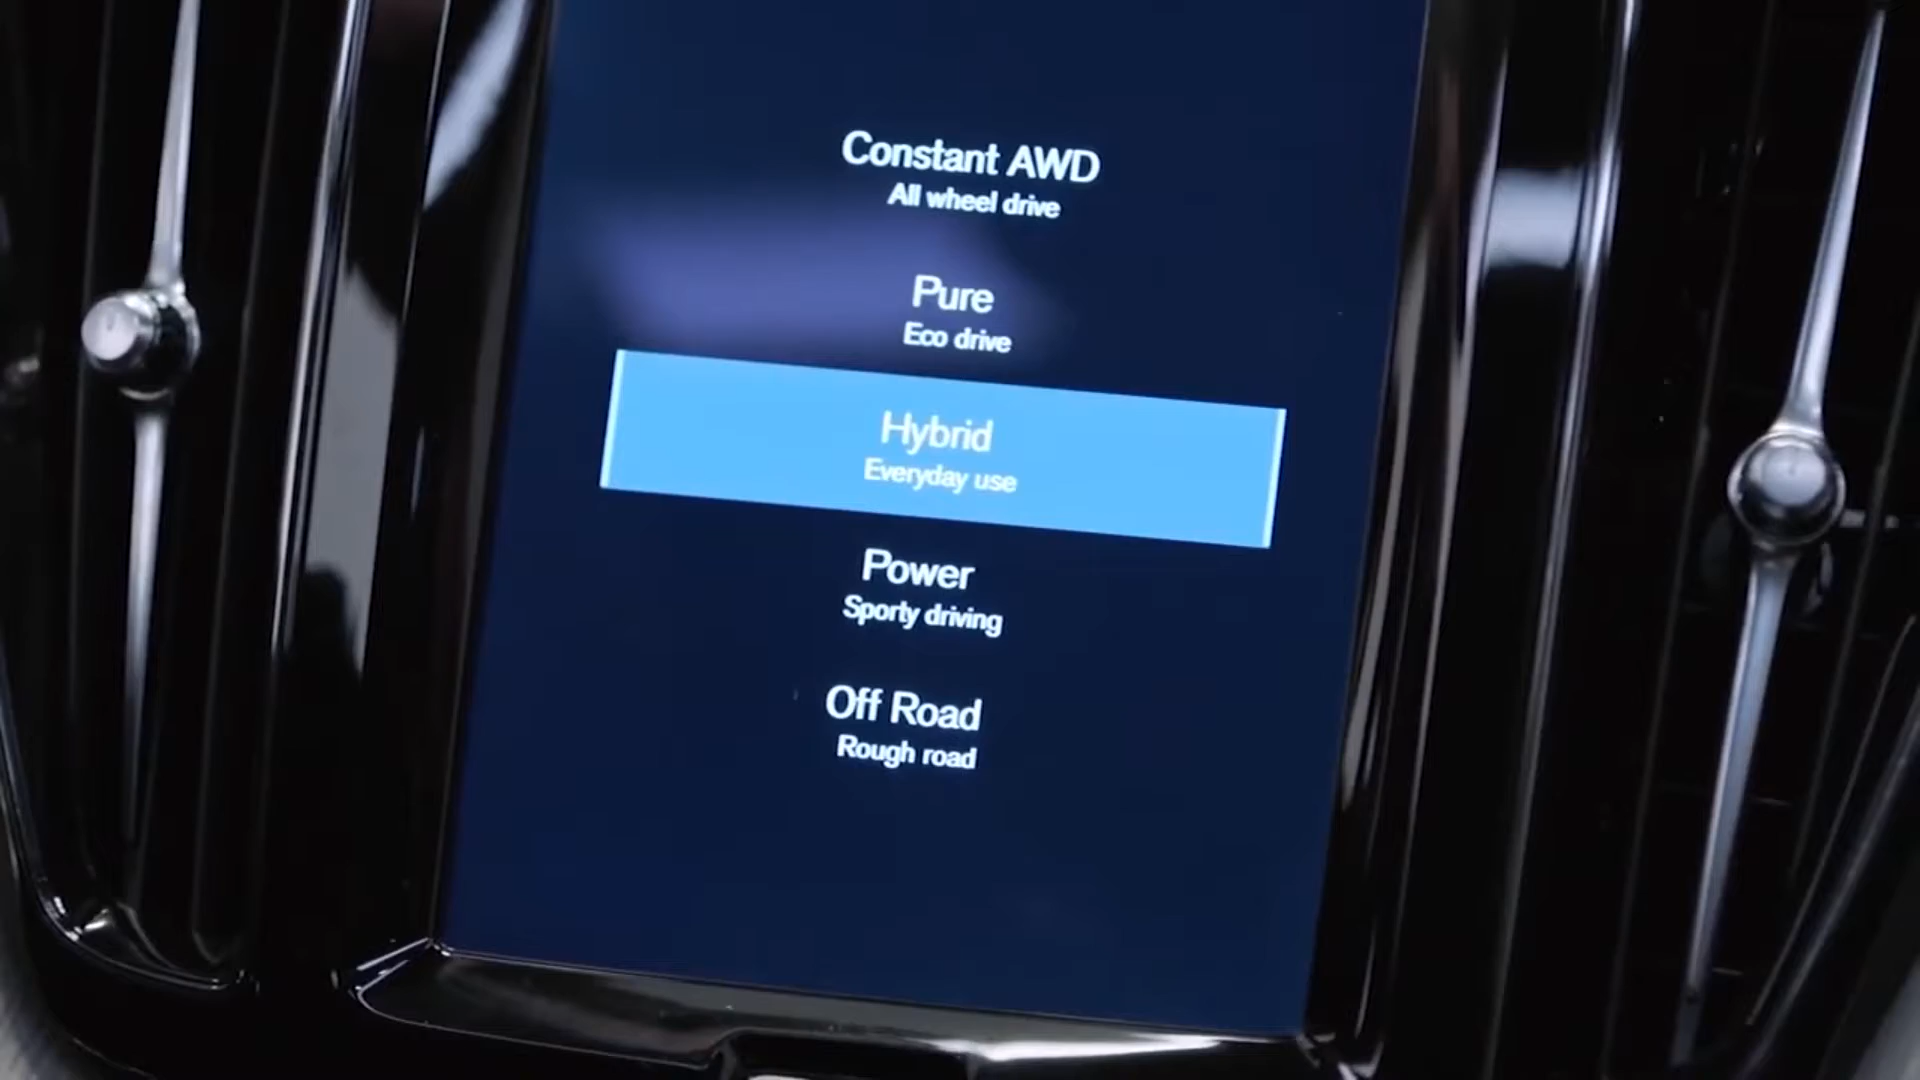 Constant AWD
All wheel drive
Pure
Eco drive
Hybrid
Everyday use
Power
Sporty driving
Off Road
Rough road